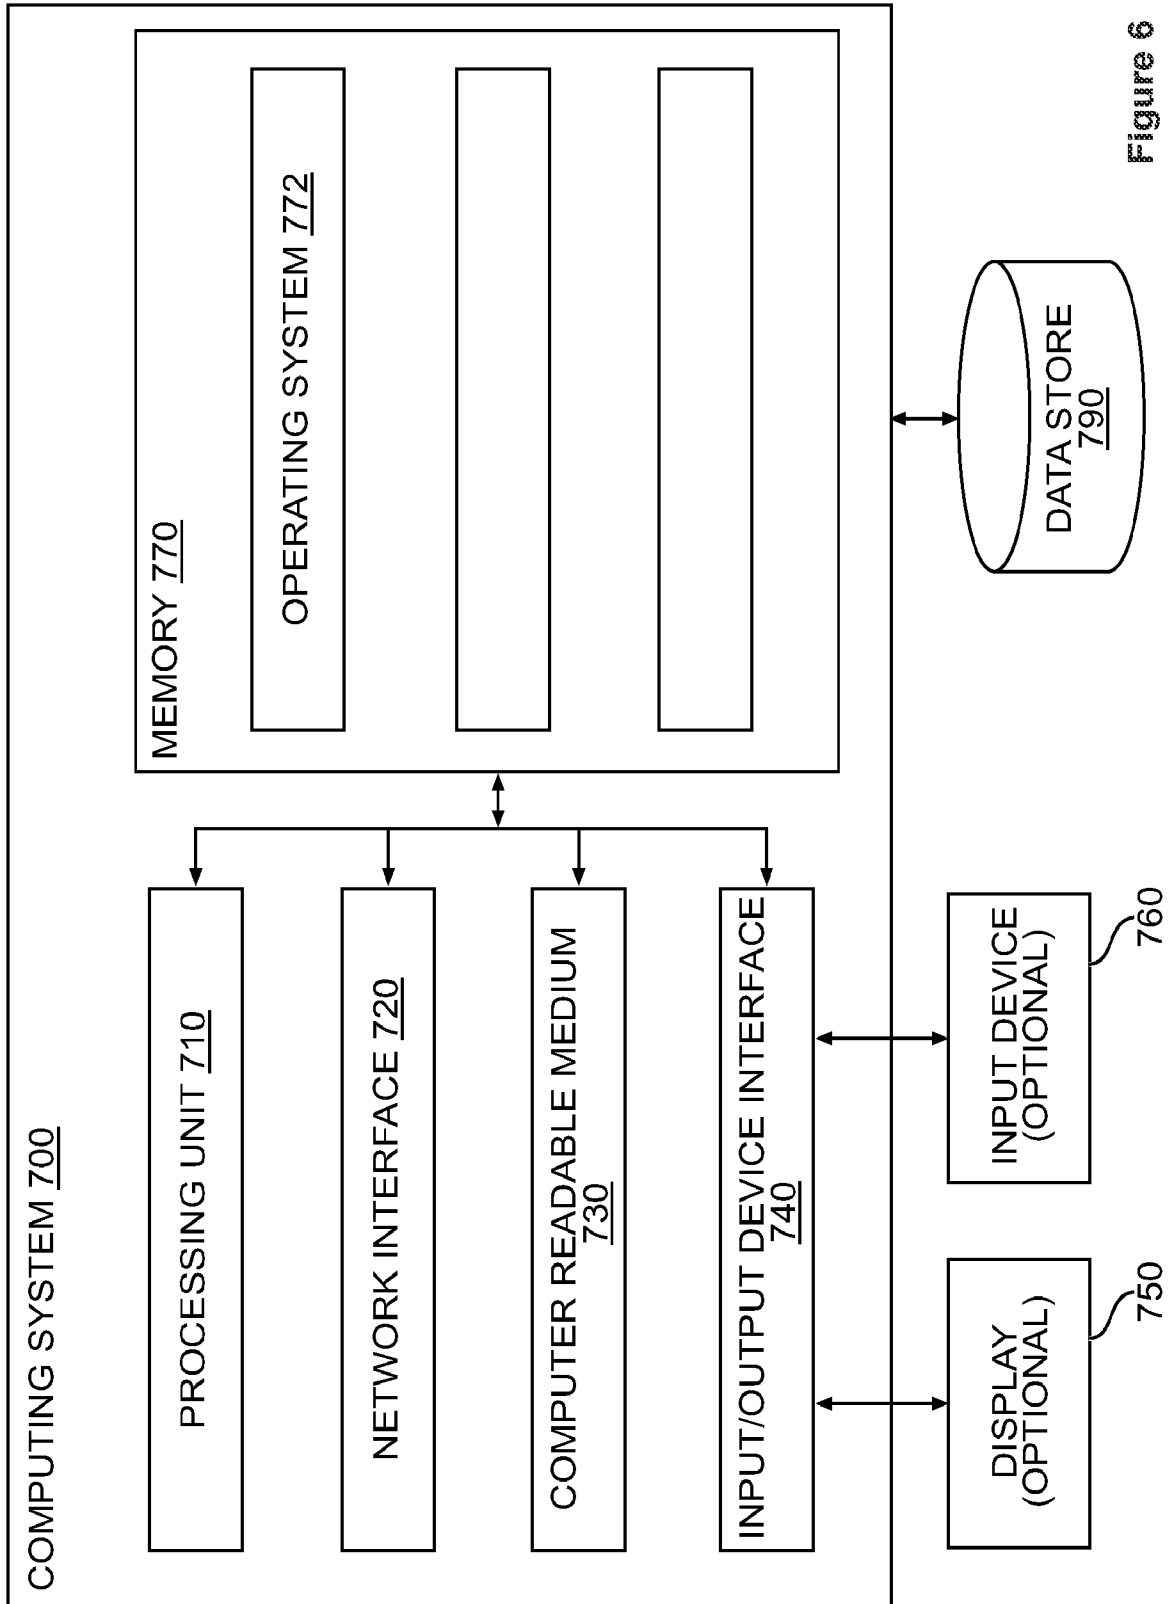 COMPUTING SYSTEM 700
PROCESSING UNIT 710
NETWORK INTERFACE 720
COMPUTER READABLE MEDIUM
730
INPUT/OUTPUT DEVICE INTERFACE
740
MEMORY 770
OPERATING SYSTEM 772
DISPLAY
(OPTIONAL)
750
INPUT DEVICE
(OPTIONAL)
760
DATA STORE
790
Figure 6